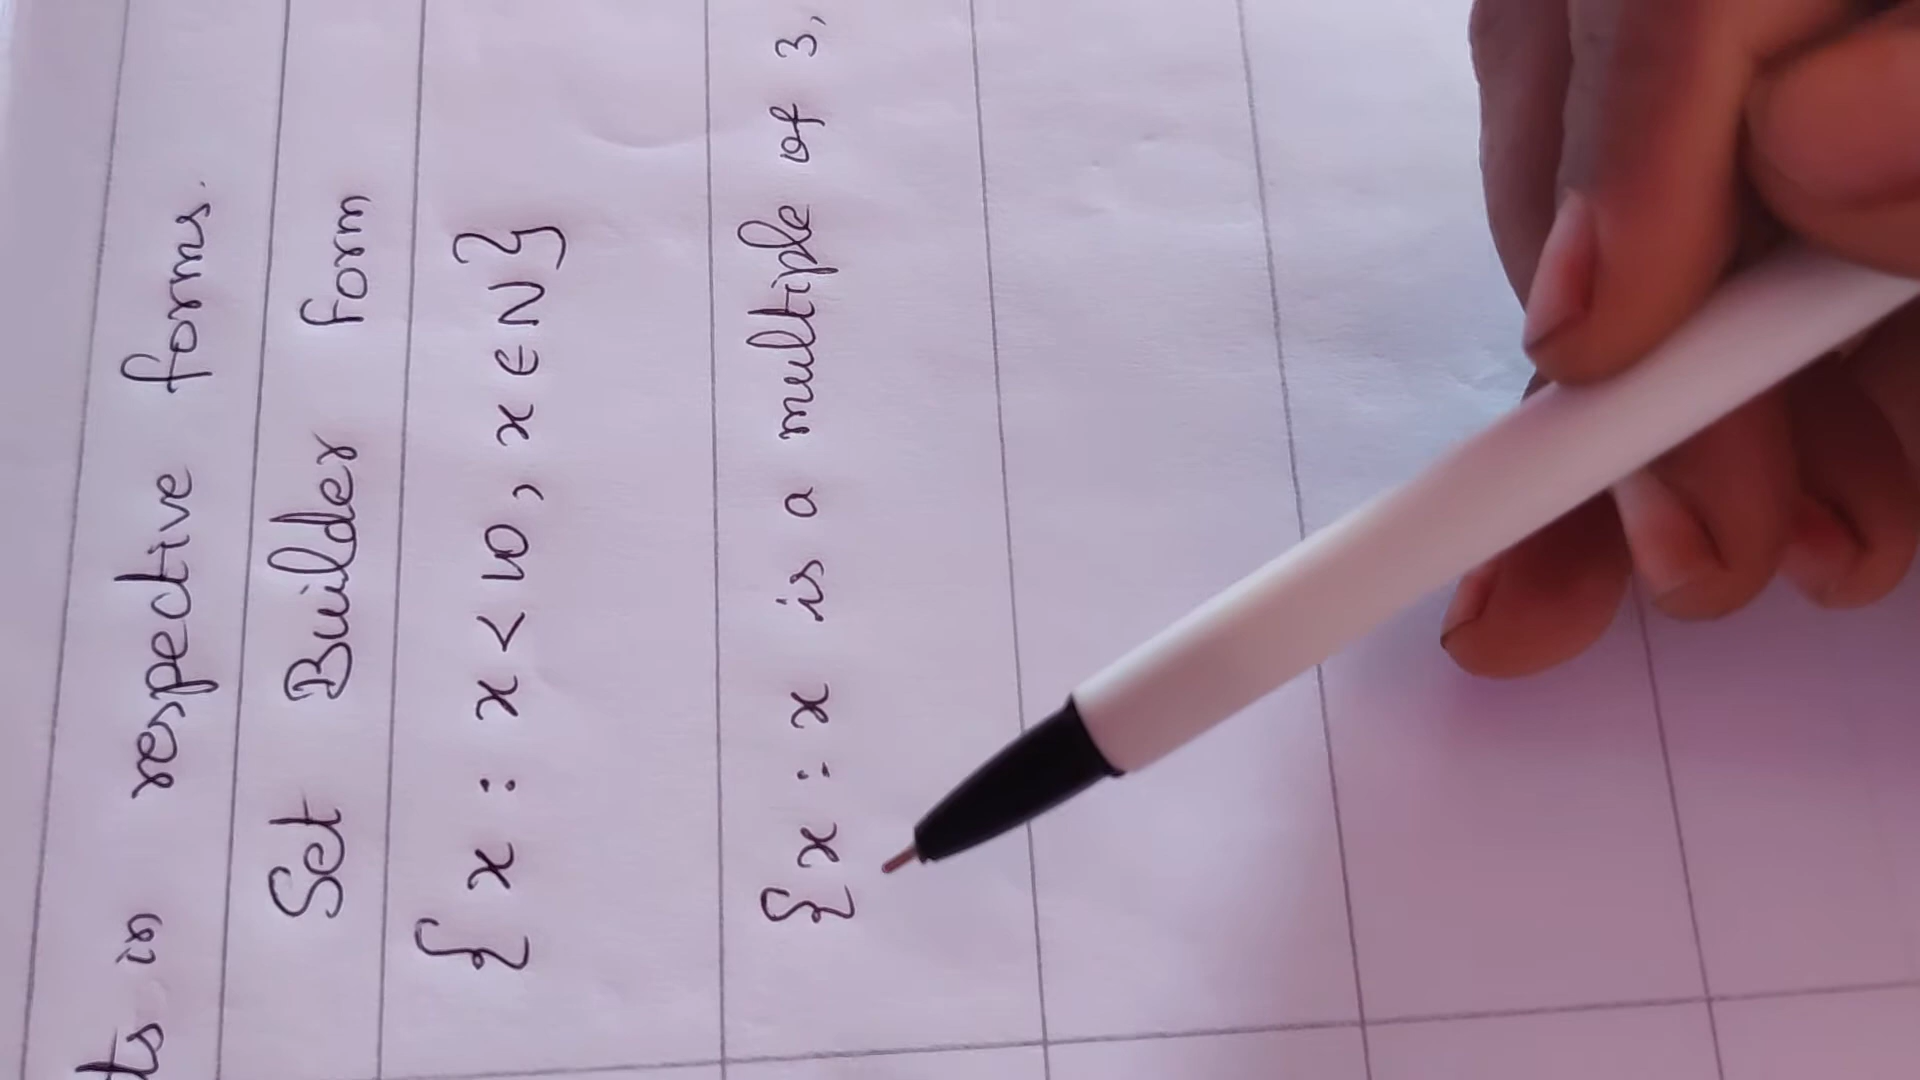 ts in respective forms.
Set Builder form
{ x : x < 10 , x ∈ N }
{ x : x is a multiple of 3,